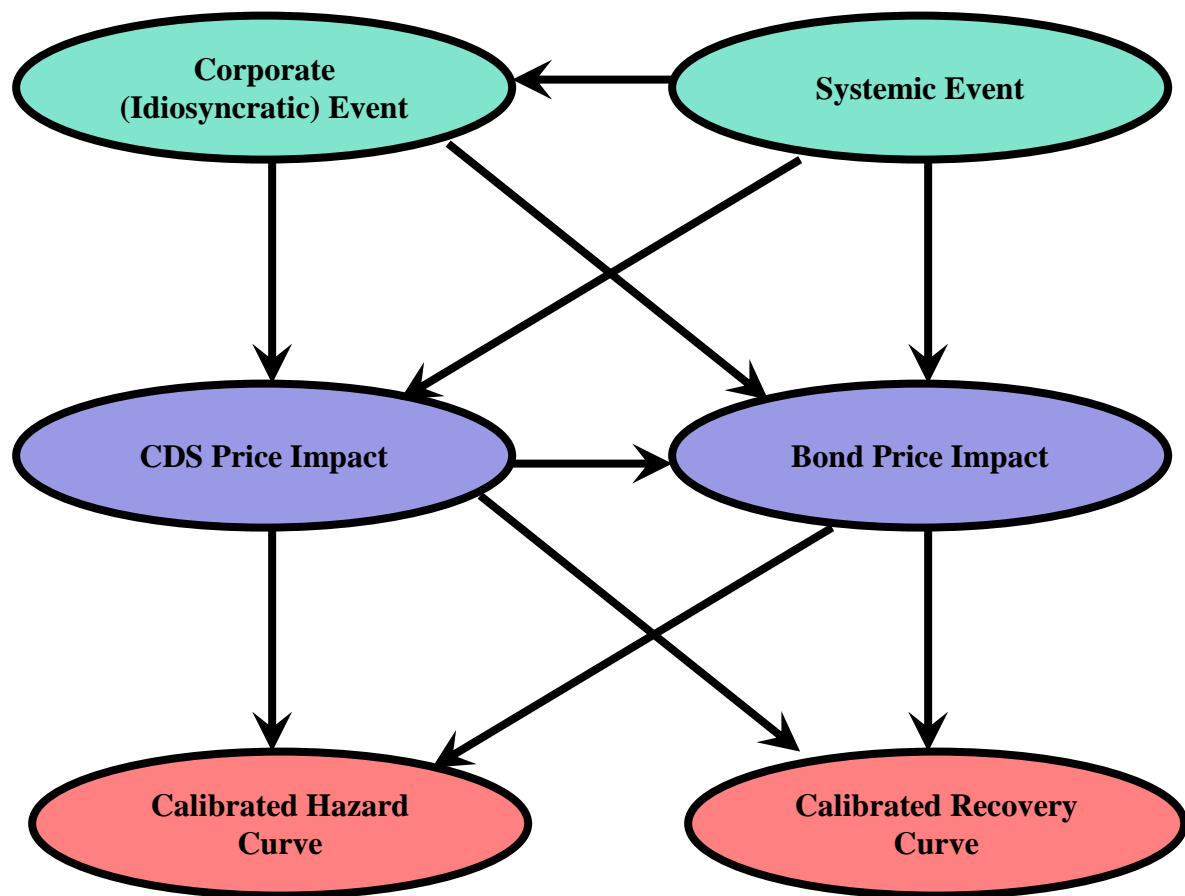 Corporate
(Idiosyncratic) Event
Systemic Event
CDS Price Impact
Bond Price Impact
Calibrated Hazard
Curve
Calibrated Recovery
Curve